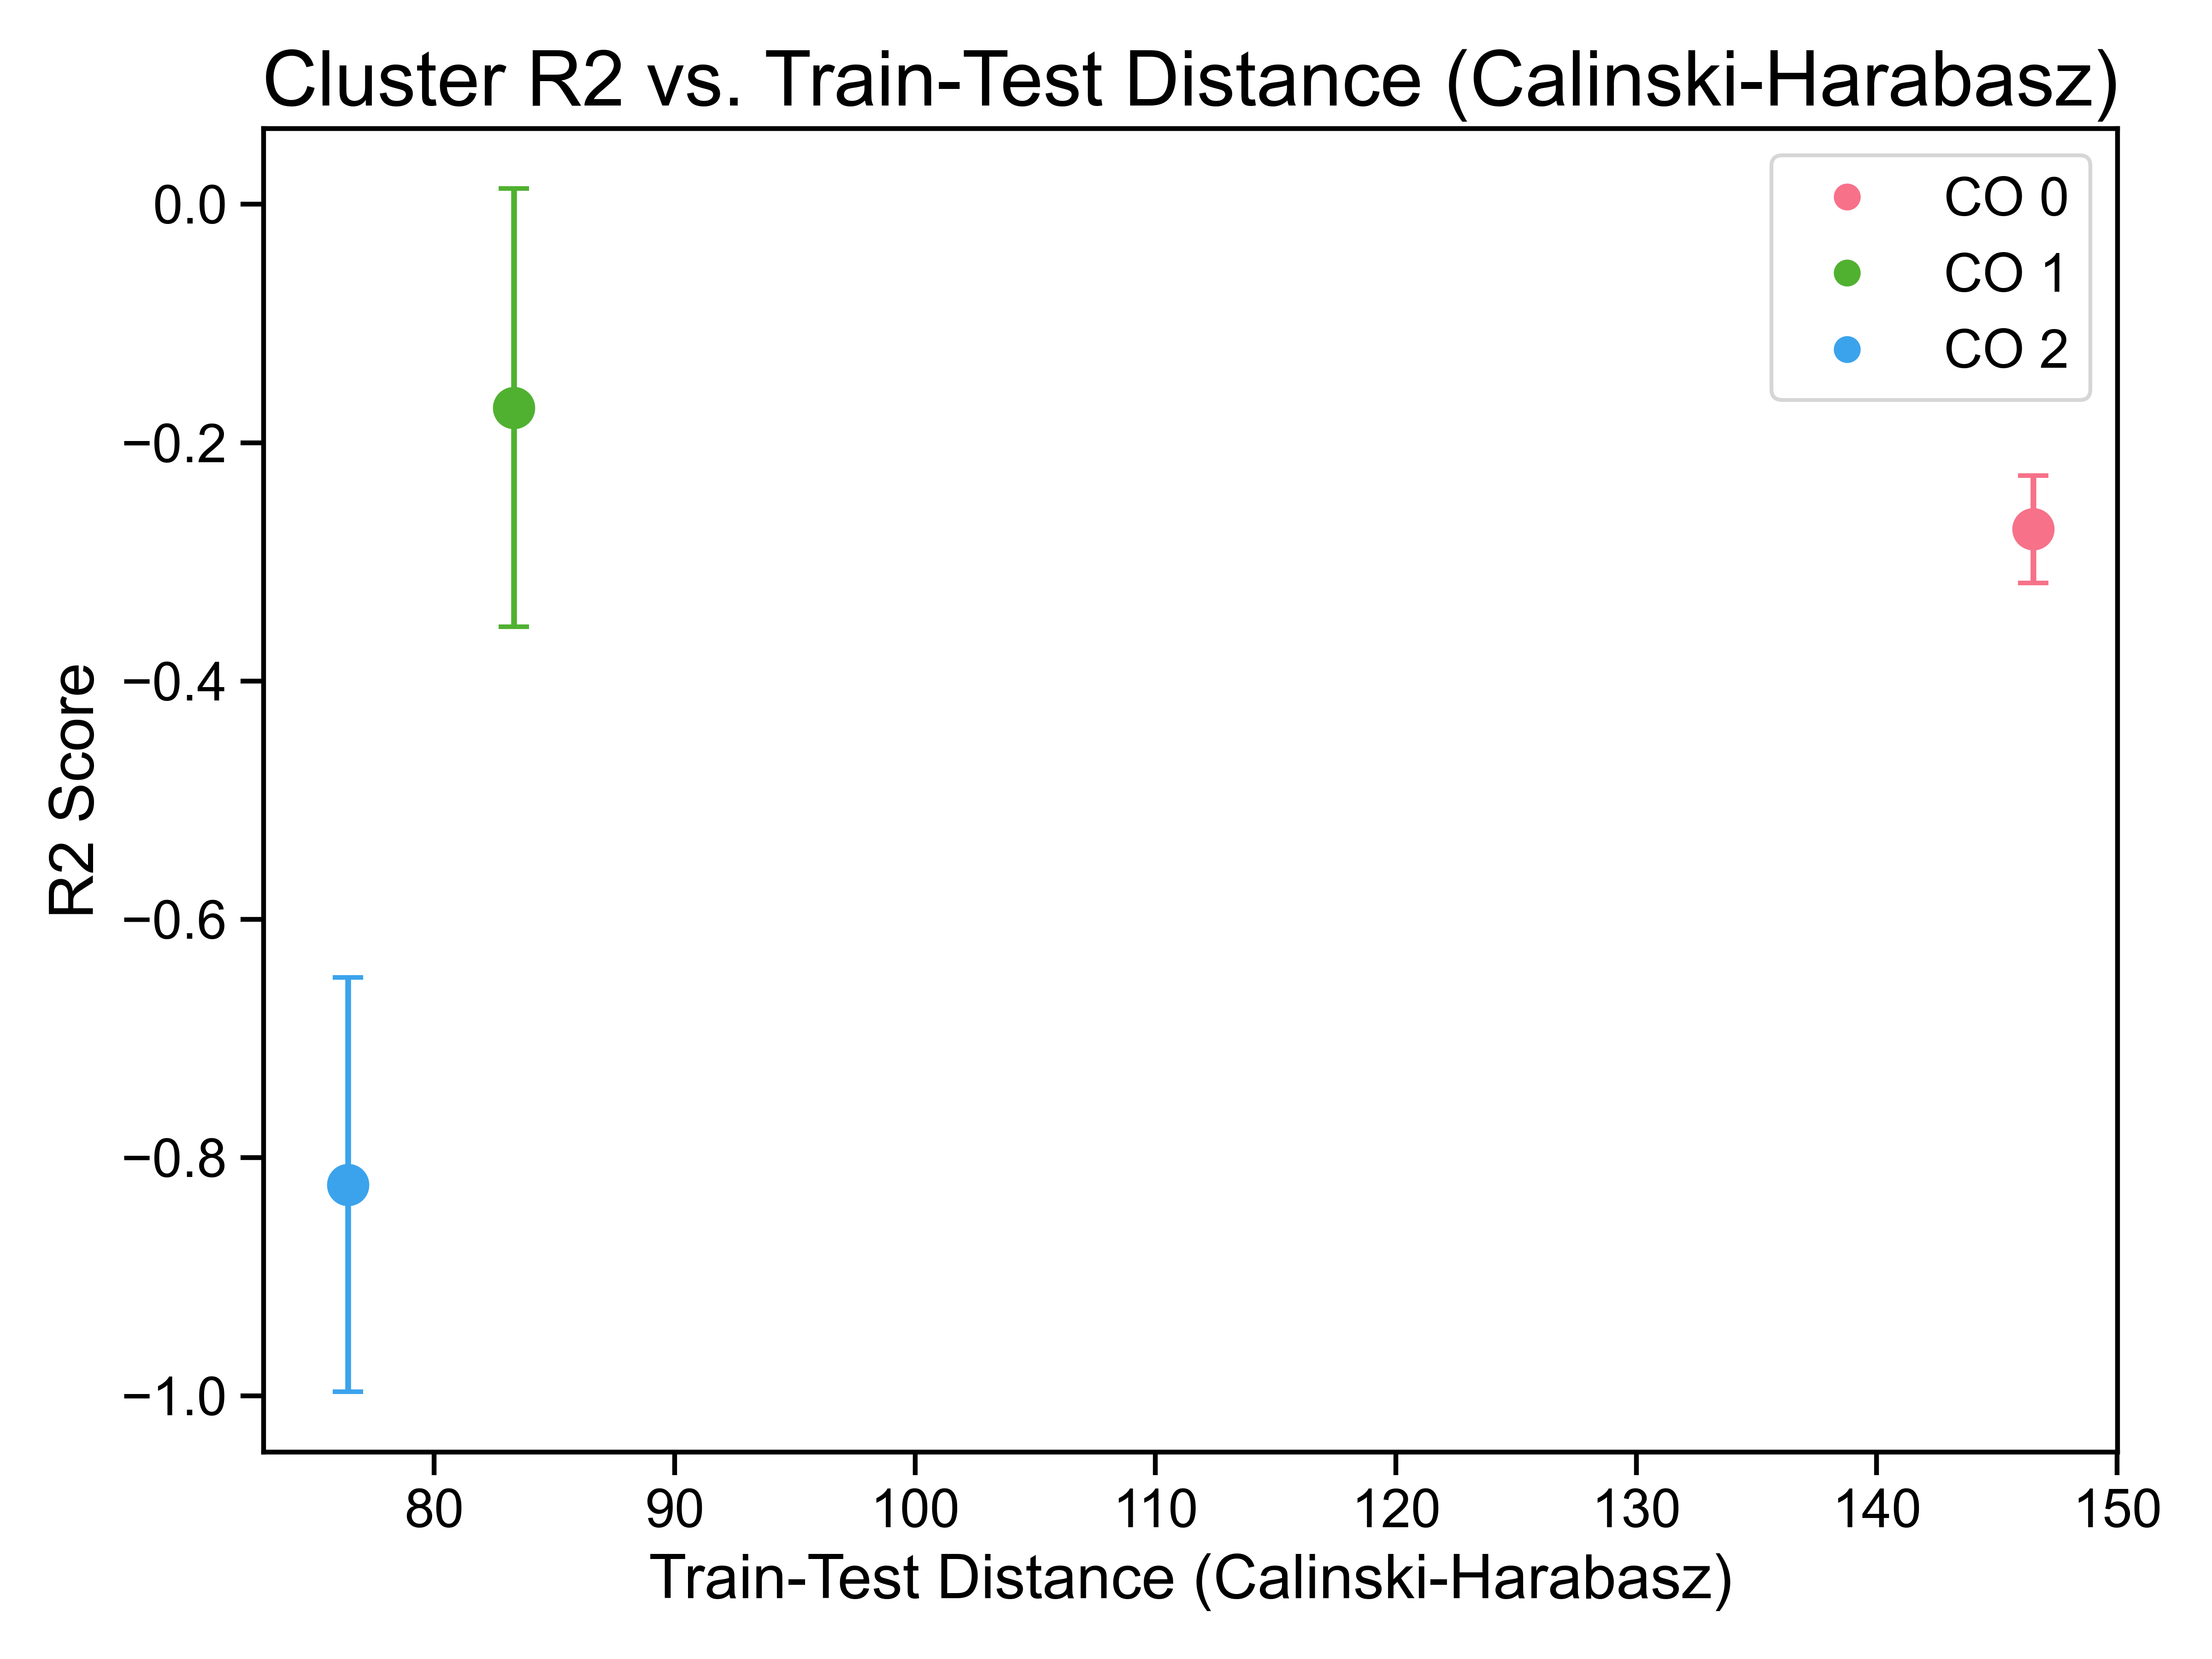 Cluster R2 vs. Train-Test Distance (Calinski-Harabasz)
CO 0
CO 1
CO 2
R2 Score
0.0
−0.2
−0.4
−0.6
−0.8
−1.0
80 90 100 110 120 130 140 150
Train-Test Distance (Calinski-Harabasz)